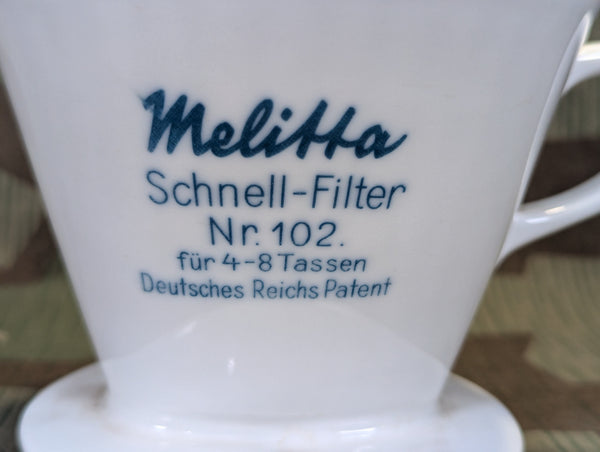 Melitta
Schnell-Filter
Nr. 102.
für 4-8 Tassen
Deutsches Reichs Patent